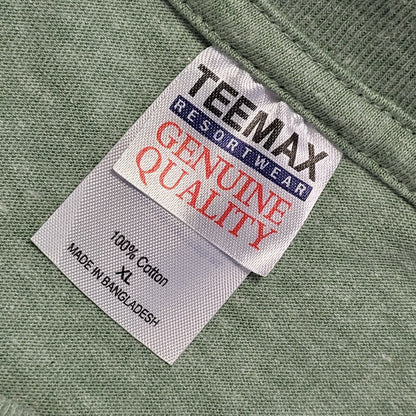 TEEMAX
RESORTWEAR
GENUINE
QUALITY
100% Cotton
XL
MADE IN BANGLADESH